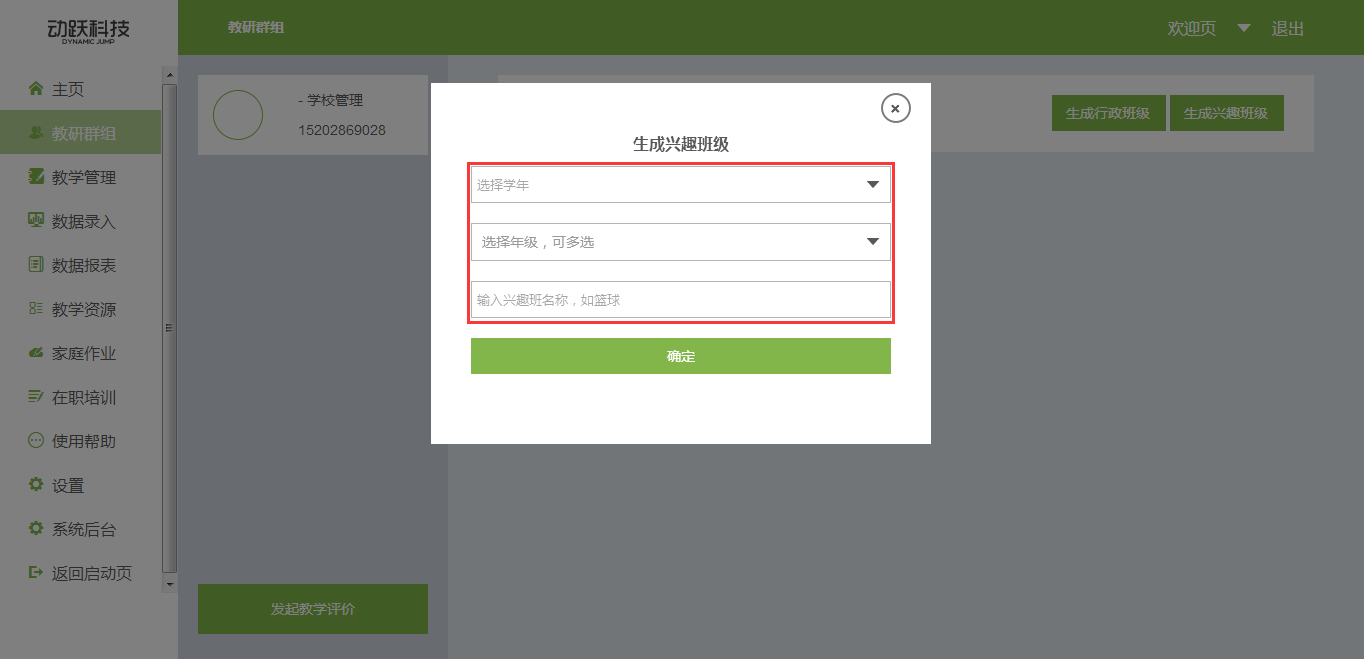 动跃科技
DYNAMIC JUMP
教研群组
欢迎页
退出
主页
教研群组
教学管理
数据录入
数据报表
教学资源
家庭作业
在职培训
使用帮助
设置
系统后台
返回启动页
- 学校管理
15202869028
生成行政班级
生成兴趣班级
生成兴趣班级
选择学年
选择年级，可多选
输入兴趣班名称，如篮球
确定
发起教学评价